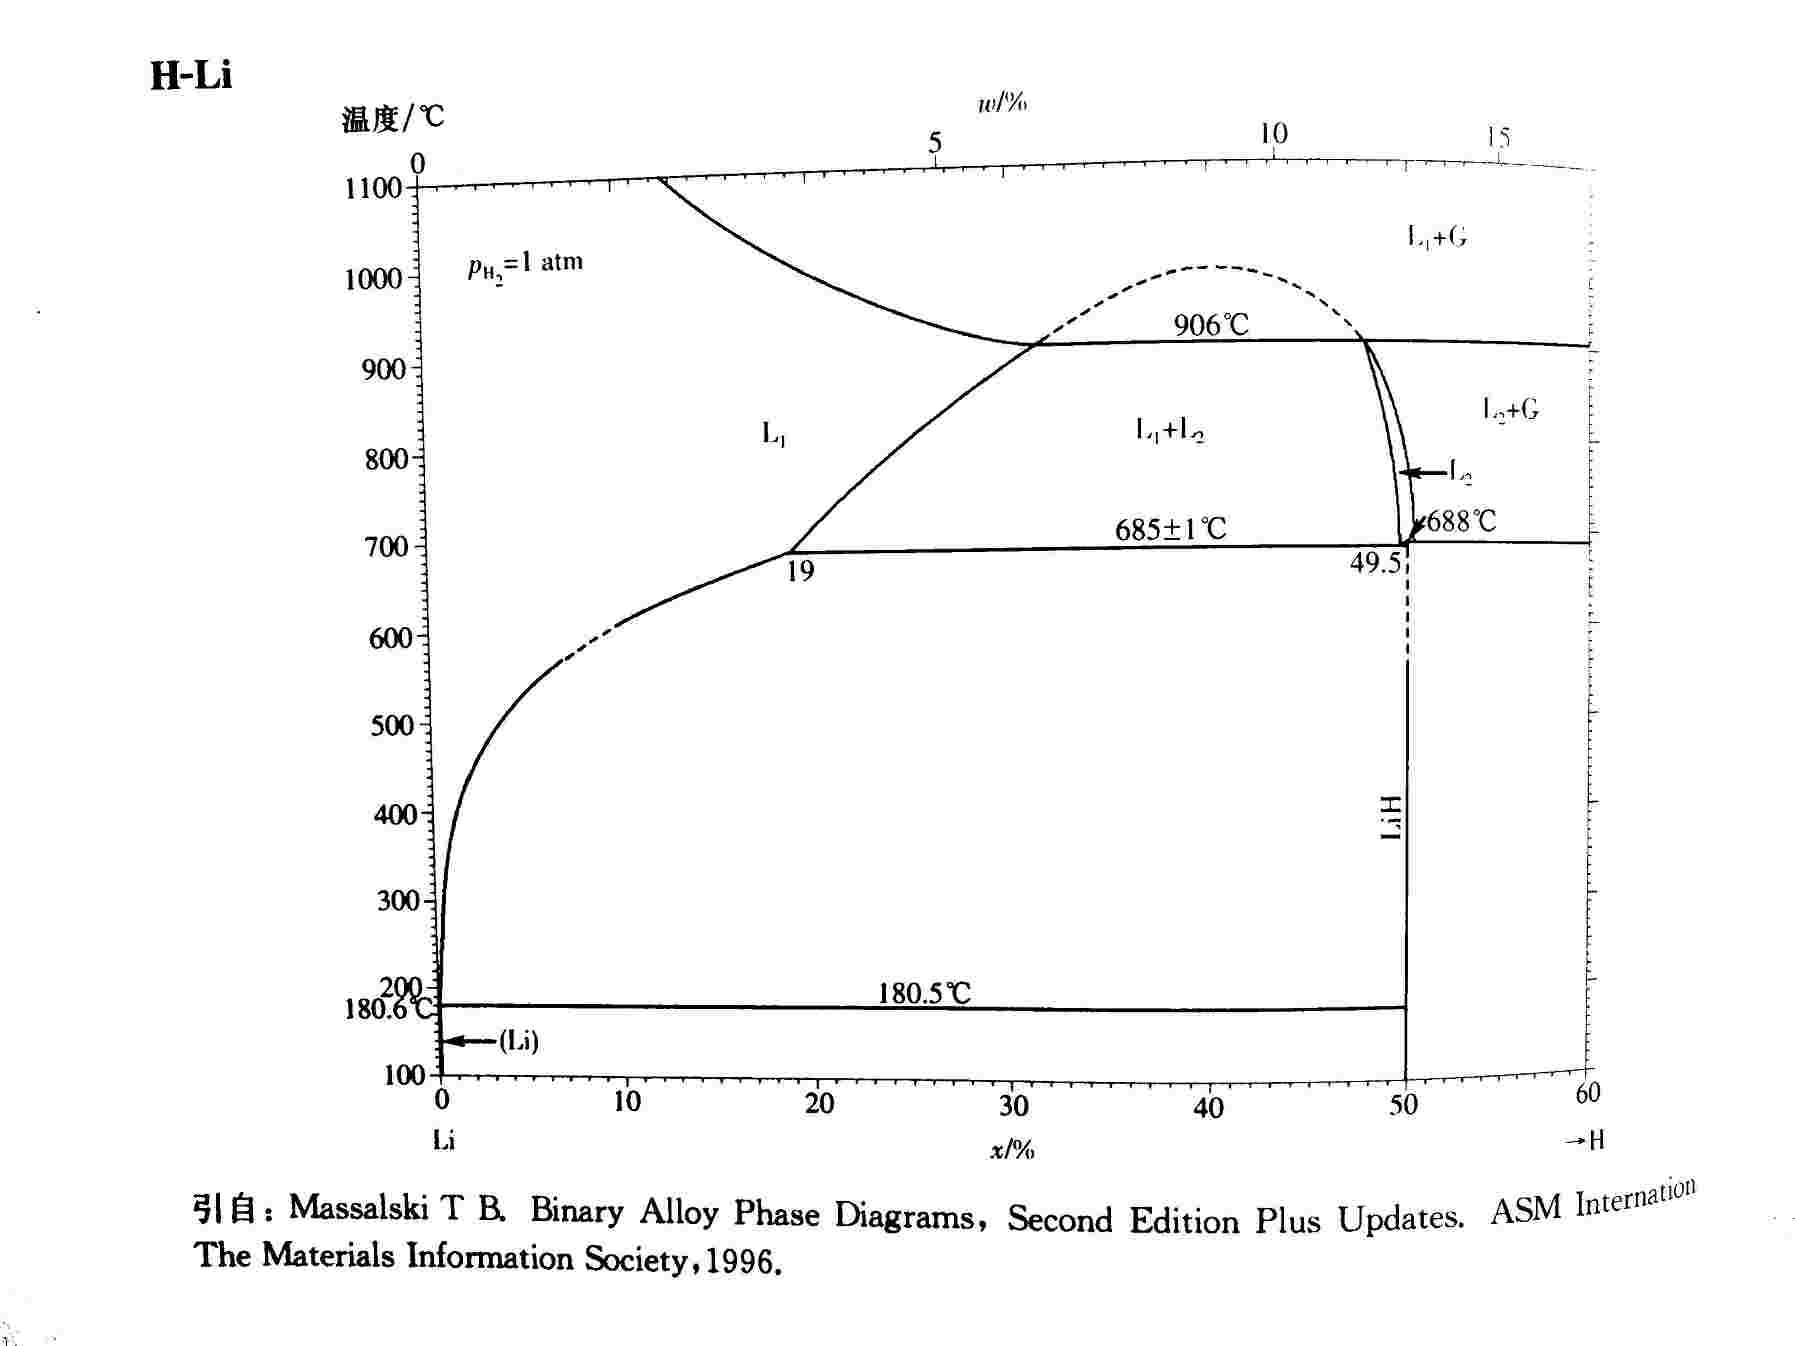 H-Li
温度/℃
w/%
0 5 10 15
1100
1000
900
800
700
600
500
400
300
200
180.6℃
100
p_H₂=1 atm
L₁+G
906℃
L₁
L₁+L₂
L₂+G
L₂
685±1℃
688℃
19
49.5
LiH
180.5℃
(Li)
0 10 20 30 40 50 60
Li
x/%
→H
引自: Massalski T B. Binary Alloy Phase Diagrams, Second Edition Plus Updates. ASM Internation
The Materials Information Society,1996.